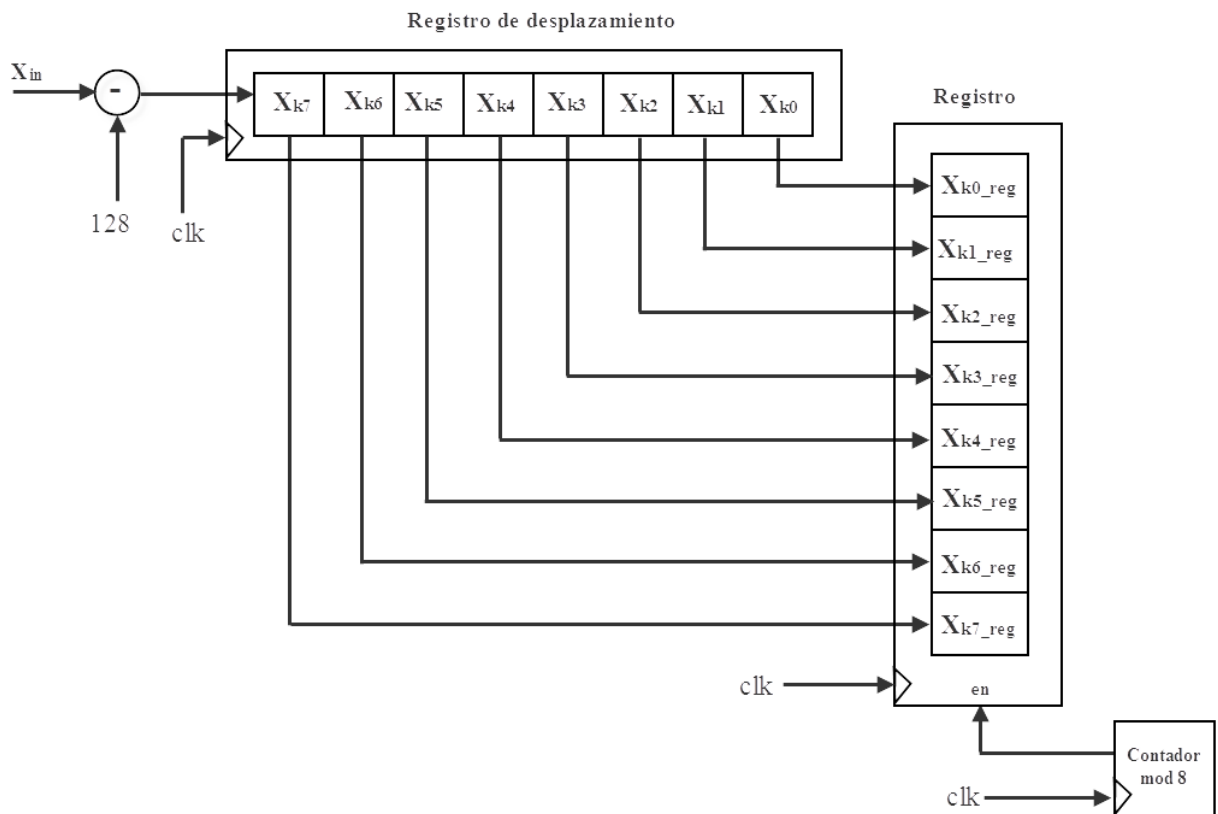 Registro de desplazamiento
Xin
-
128
clk
Xk7 Xk6 Xk5 Xk4 Xk3 Xk2 Xk1 Xk0
Registro
Xk0_reg
Xk1_reg
Xk2_reg
Xk3_reg
Xk4_reg
Xk5_reg
Xk6_reg
Xk7_reg
clk
en
Contador
mod 8
clk